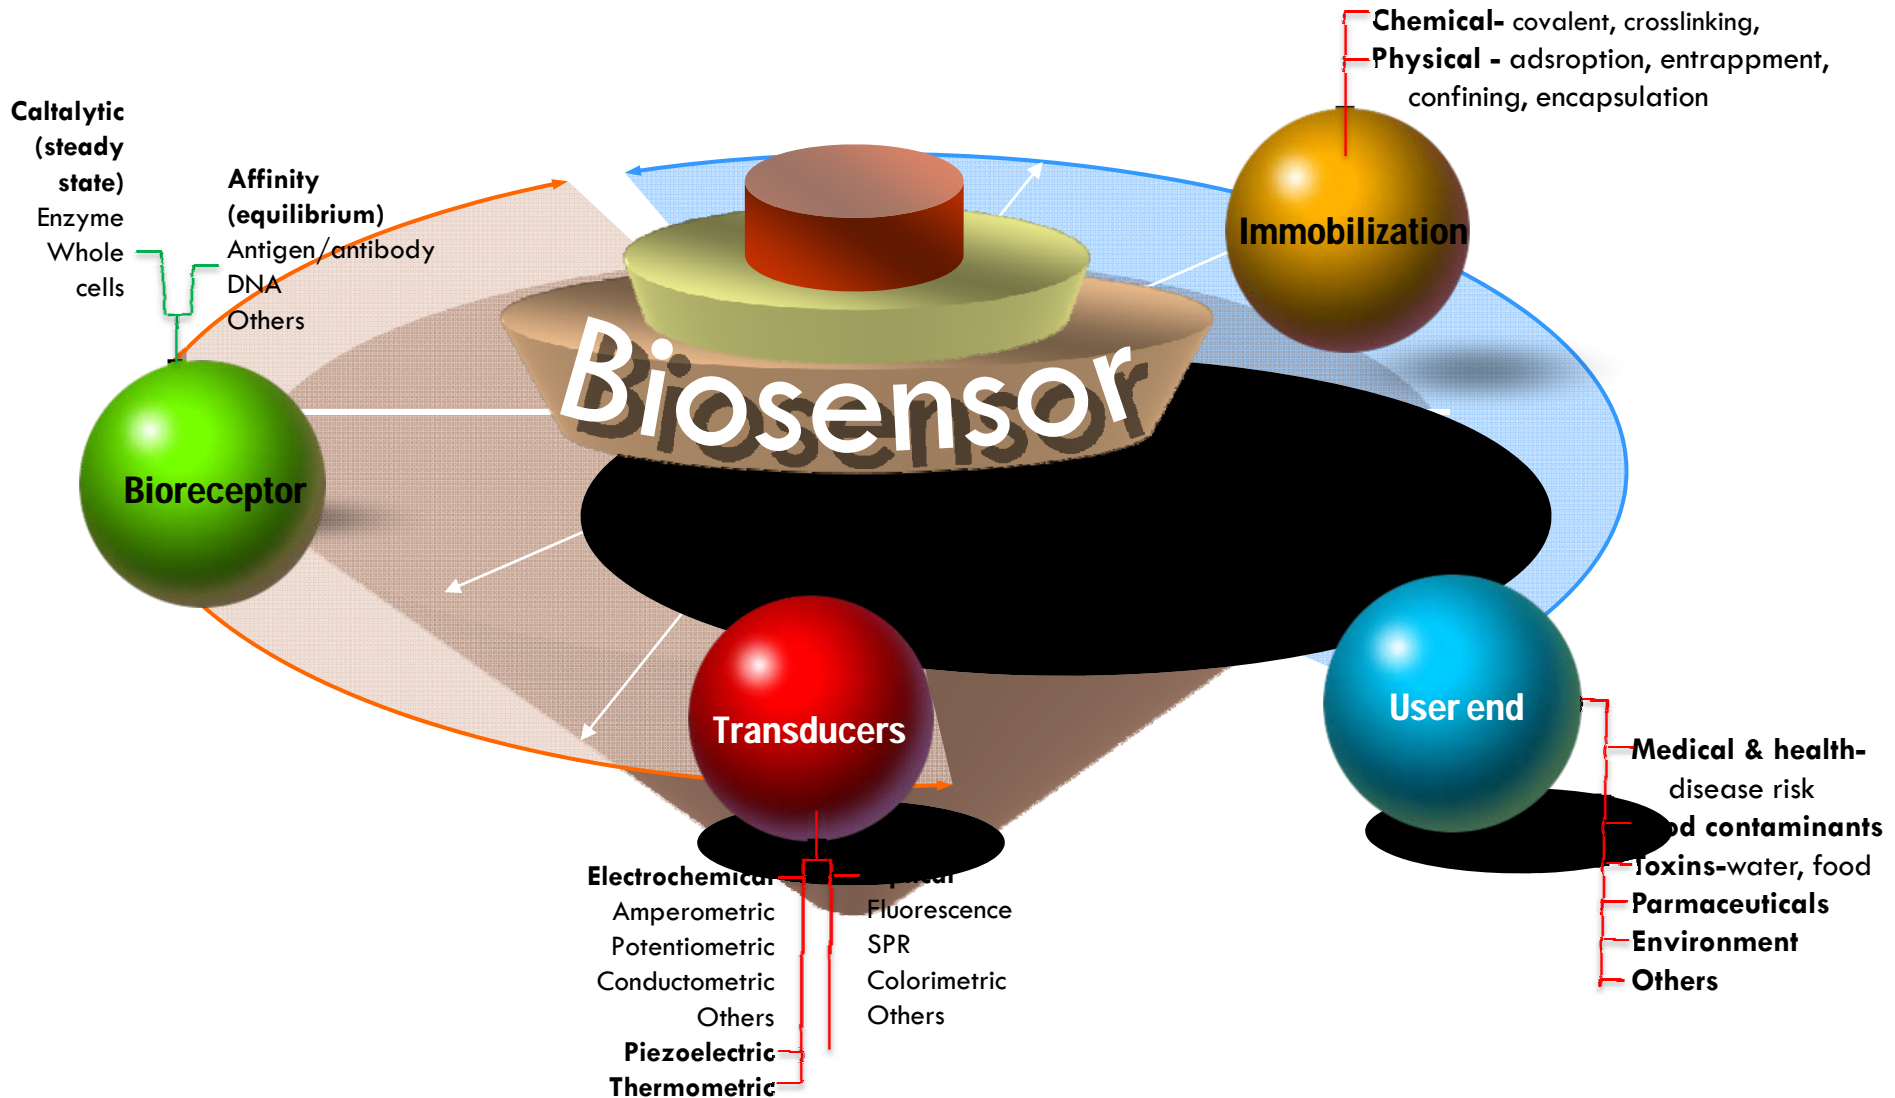 Chemical- covalent, crosslinking,
Physical - adsroption, entrappment,
confining, encapsulation
Immobilization
Caltalytic
(steady
state)
Enzyme
Whole
cells
Affinity
(equilibrium)
Antigen/antibody
DNA
Others
Bioreceptor
Biosensor
Transducers
Electrochemical
Amperometric
Potentiometric
Conductometric
Others
Piezoelectric
Thermometric
Fluorescence
SPR
Colorimetric
Others
User end
Medical & health-
disease risk
contaminants
Toxins-water, food
Parmaceuticals
Environment
Others